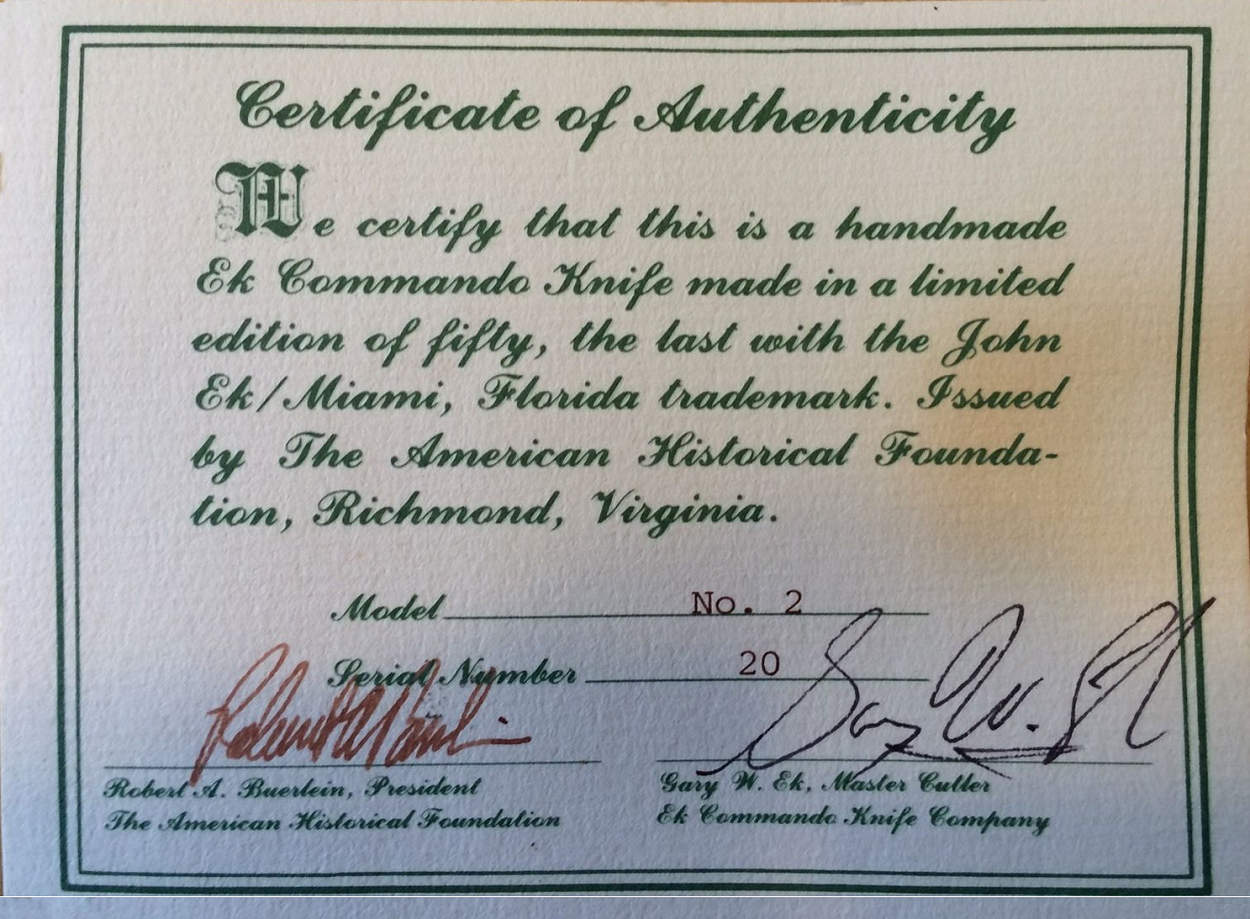 Certificate of Authenticity
We certify that this is a handmade
Ek Commando Knife made in a limited
edition of fifty, the last with the John
Ek/Miami, Florida trademark. Issued
by The American Historical Founda-
tion, Richmond, Virginia.
Model No. 2
Serial Number 20
Robert A. Buerlein, President
The American Historical Foundation
Gary W. Ek, Master Cutler
Ek Commando Knife Company